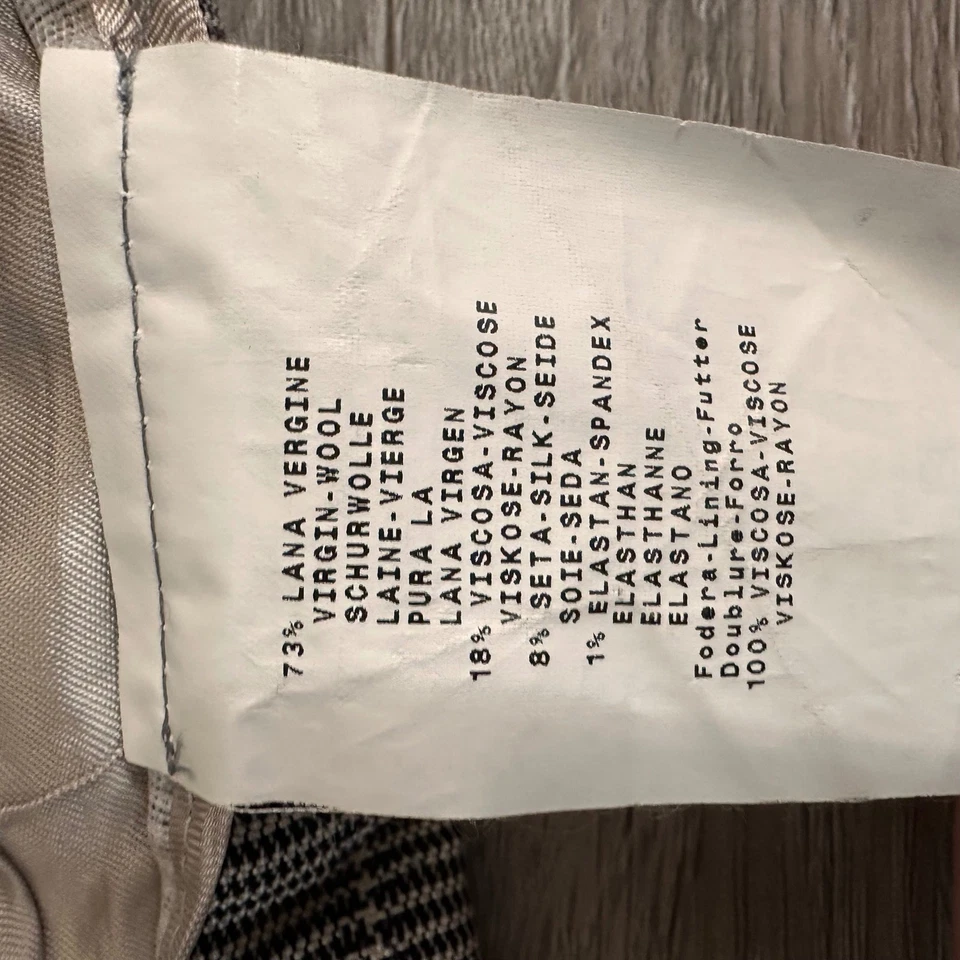 73% LANA VERGINE
VIRGIN-WOOL
SCHURWOLLE
LAINE-VIERGE
PURA LA
LANA VIRGEN
18% VISCOSA-VISCOSE
VISKOSE-RAYON
8% SETA-SILK-SEIDE
SOIE-SEDA
1% ELASTAN-SPANDEX
ELASTHAN
ELASTHANNE
ELASTANO
Fodera-Lining-Futter
Doublure-Forro
100% VISCOSA-VISCOSE
VISKOSE-RAYON